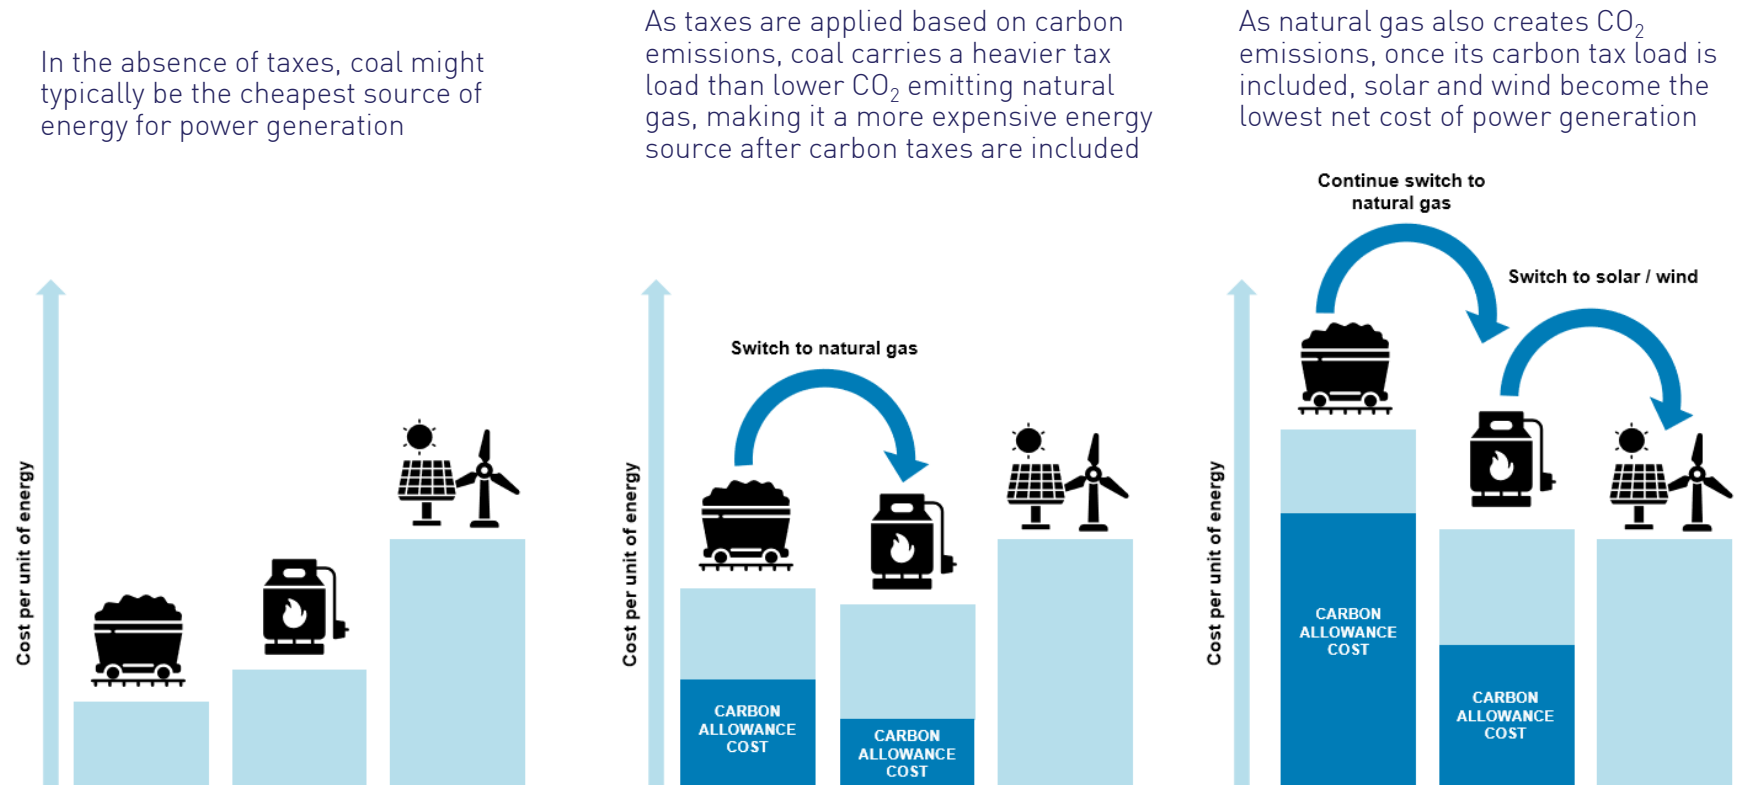 In the absence of taxes, coal might
typically be the cheapest source of
energy for power generation
Cost per unit of energy
As taxes are applied based on carbon
emissions, coal carries a heavier tax
load than lower CO₂ emitting natural
gas, making it a more expensive energy
source after carbon taxes are included
Switch to natural gas
Cost per unit of energy
CARBON
ALLOWANCE
COST
CARBON
ALLOWANCE
COST
As natural gas also creates CO₂
emissions, once its carbon tax load is
included, solar and wind become the
lowest net cost of power generation
Continue switch to
natural gas
Switch to solar / wind
Cost per unit of energy
CARBON
ALLOWANCE
COST
CARBON
ALLOWANCE
COST